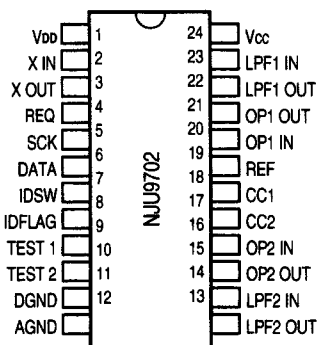 VDD 1 24 VCC
X IN 2 23 LPF1 IN
X OUT 3 22 LPF1 OUT
REQ 4 21 OP1 OUT
SCK 5 20 OP1 IN
DATA 6 19 REF
IDSW 7 18 CC1
IDFLAG 8 17 CC2
TEST 1 9 16 OP2 IN
TEST 2 10 15 OP2 OUT
DGND 11 14 LPF2 IN
AGND 12 13 LPF2 OUT
NJU9702